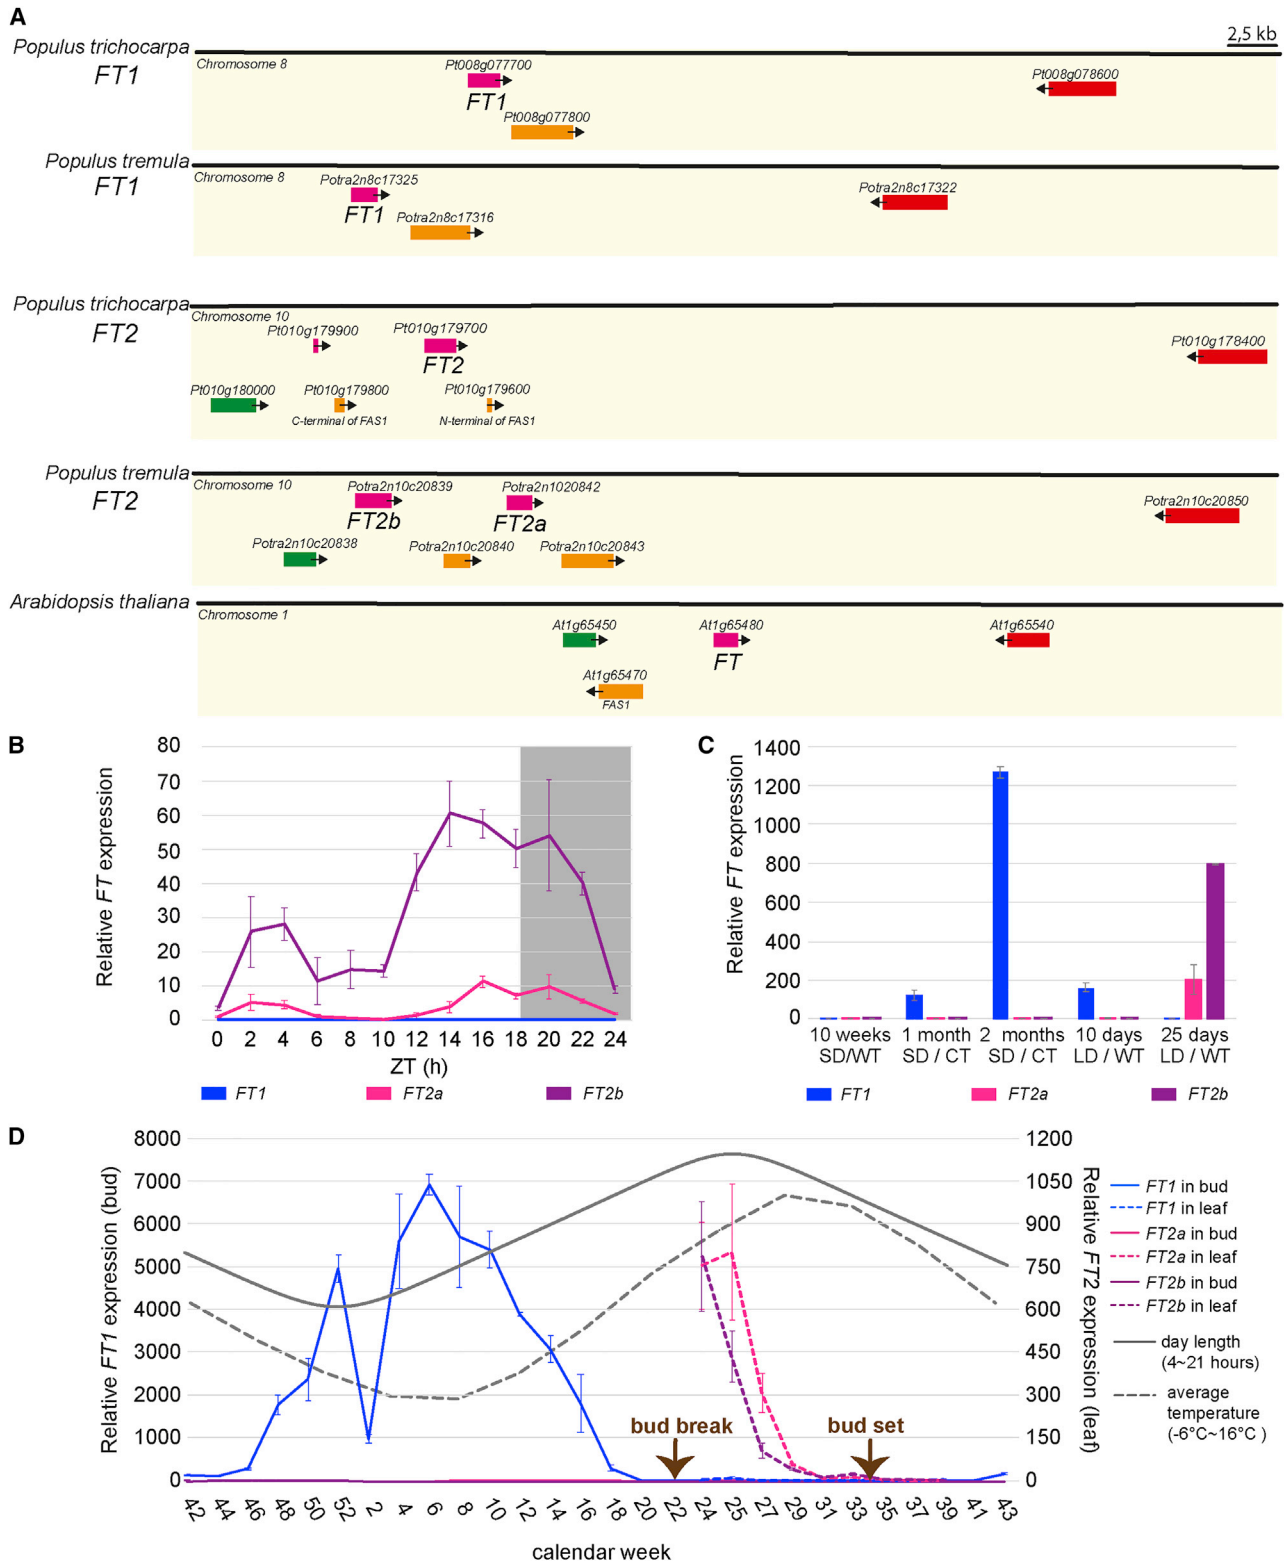 A
2,5 kb
Populus trichocarpa
FT1
Chromosome 8
Pt008g077700
FT1
Pt008g077800
Pt008g078600
Populus tremula
FT1
Chromosome 8
Potra2n8c17325
FT1
Potra2n8c17316
Potra2n8c17322
Populus trichocarpa
FT2
Chromosome 10
Pt010g179900
Pt010g179700
FT2
Pt010g178400
Pt010g180000
Pt010g179800
C-terminal of FAS1
Pt010g179600
N-terminal of FAS1
Populus tremula
FT2
Chromosome 10
Potra2n10c20839
FT2b
Potra2n1020842
FT2a
Potra2n10c20850
Potra2n10c20838
Potra2n10c20840
Potra2n10c20843
Arabidopsis thaliana
Chromosome 1
At1g65450
At1g65480
FT
At1g65540
At1g65470
FAS1
B
Relative FT expression
80
70
60
50
40
30
20
10
0
0 2 4 6 8 10 12 14 16 18 20 22 24
ZT (h)
FT1 FT2a FT2b
C
Relative FT expression
1400
1200
1000
800
600
400
200
0
10 weeks 1 month 2 months 10 days 25 days
SD/WT SD / CT SD / CT LD / WT LD / WT
FT1 FT2a FT2b
D
Relative FT1 expression (bud)
8000
7000
6000
5000
4000
3000
2000
1000
0
bud break
bud set
1200
1050
900
750
600
450
300
150
0
Relative FT2 expression (leaf)
FT1 in bud
FT1 in leaf
FT2a in bud
FT2a in leaf
FT2b in bud
FT2b in leaf
day length
(4~21 hours)
average
temperature
(-6°C~16°C )
42 44 46 48 50 52 2 4 6 8 10 12 14 16 18 20 22 24 25 27 29 31 33 35 37 39 41 43
calendar week